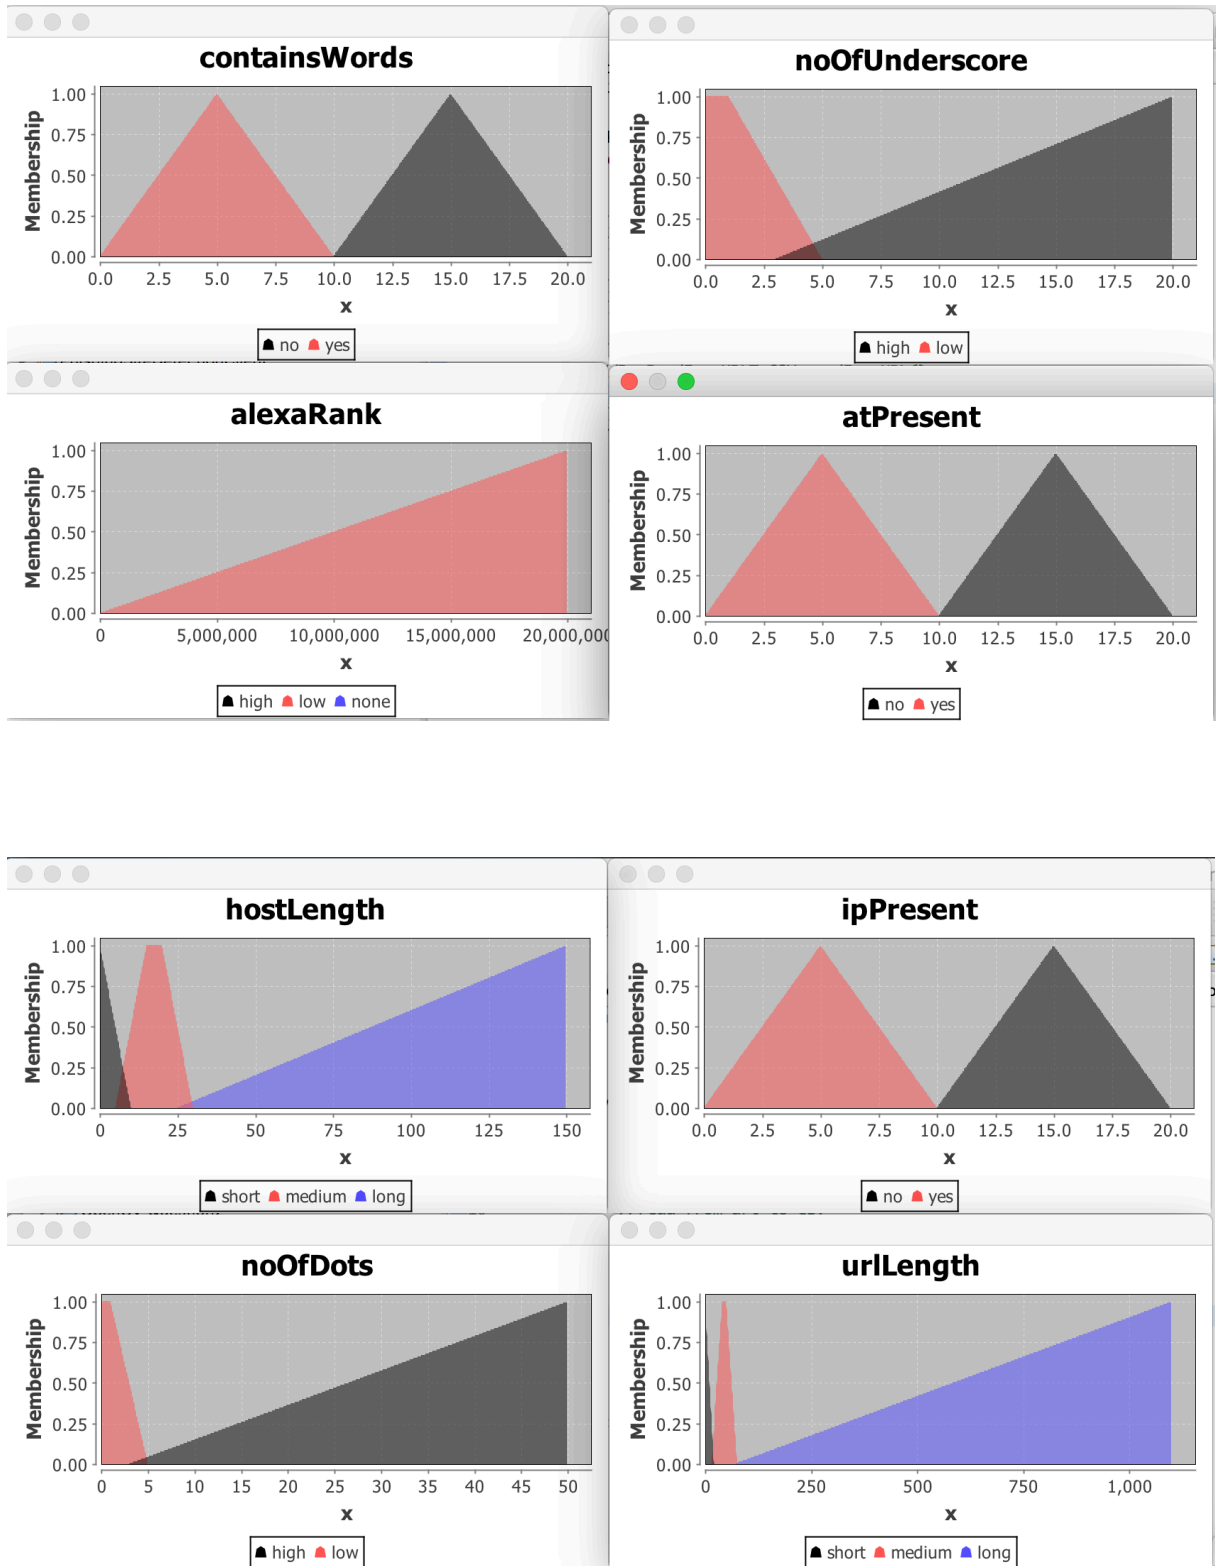 containsWords
Membership
1.00
0.75
0.50
0.25
0.00
0.0 2.5 5.0 7.5 10.0 12.5 15.0 17.5 20.0
x
no yes
noOfUnderscore
Membership
1.00
0.75
0.50
0.25
0.00
0.0 2.5 5.0 7.5 10.0 12.5 15.0 17.5 20.0
x
high low
alexaRank
Membership
1.00
0.75
0.50
0.25
0.00
0 5,000,000 10,000,000 15,000,000 20,000,000
x
high low none
atPresent
Membership
1.00
0.75
0.50
0.25
0.00
0.0 2.5 5.0 7.5 10.0 12.5 15.0 17.5 20.0
x
no yes
hostLength
Membership
1.00
0.75
0.50
0.25
0.00
0 25 50 75 100 125 150
x
short medium long
ipPresent
Membership
1.00
0.75
0.50
0.25
0.00
0.0 2.5 5.0 7.5 10.0 12.5 15.0 17.5 20.0
x
no yes
noOfDots
Membership
1.00
0.75
0.50
0.25
0.00
0 5 10 15 20 25 30 35 40 45 50
x
high low
urlLength
Membership
1.00
0.75
0.50
0.25
0.00
0 250 500 750 1,000
x
short medium long